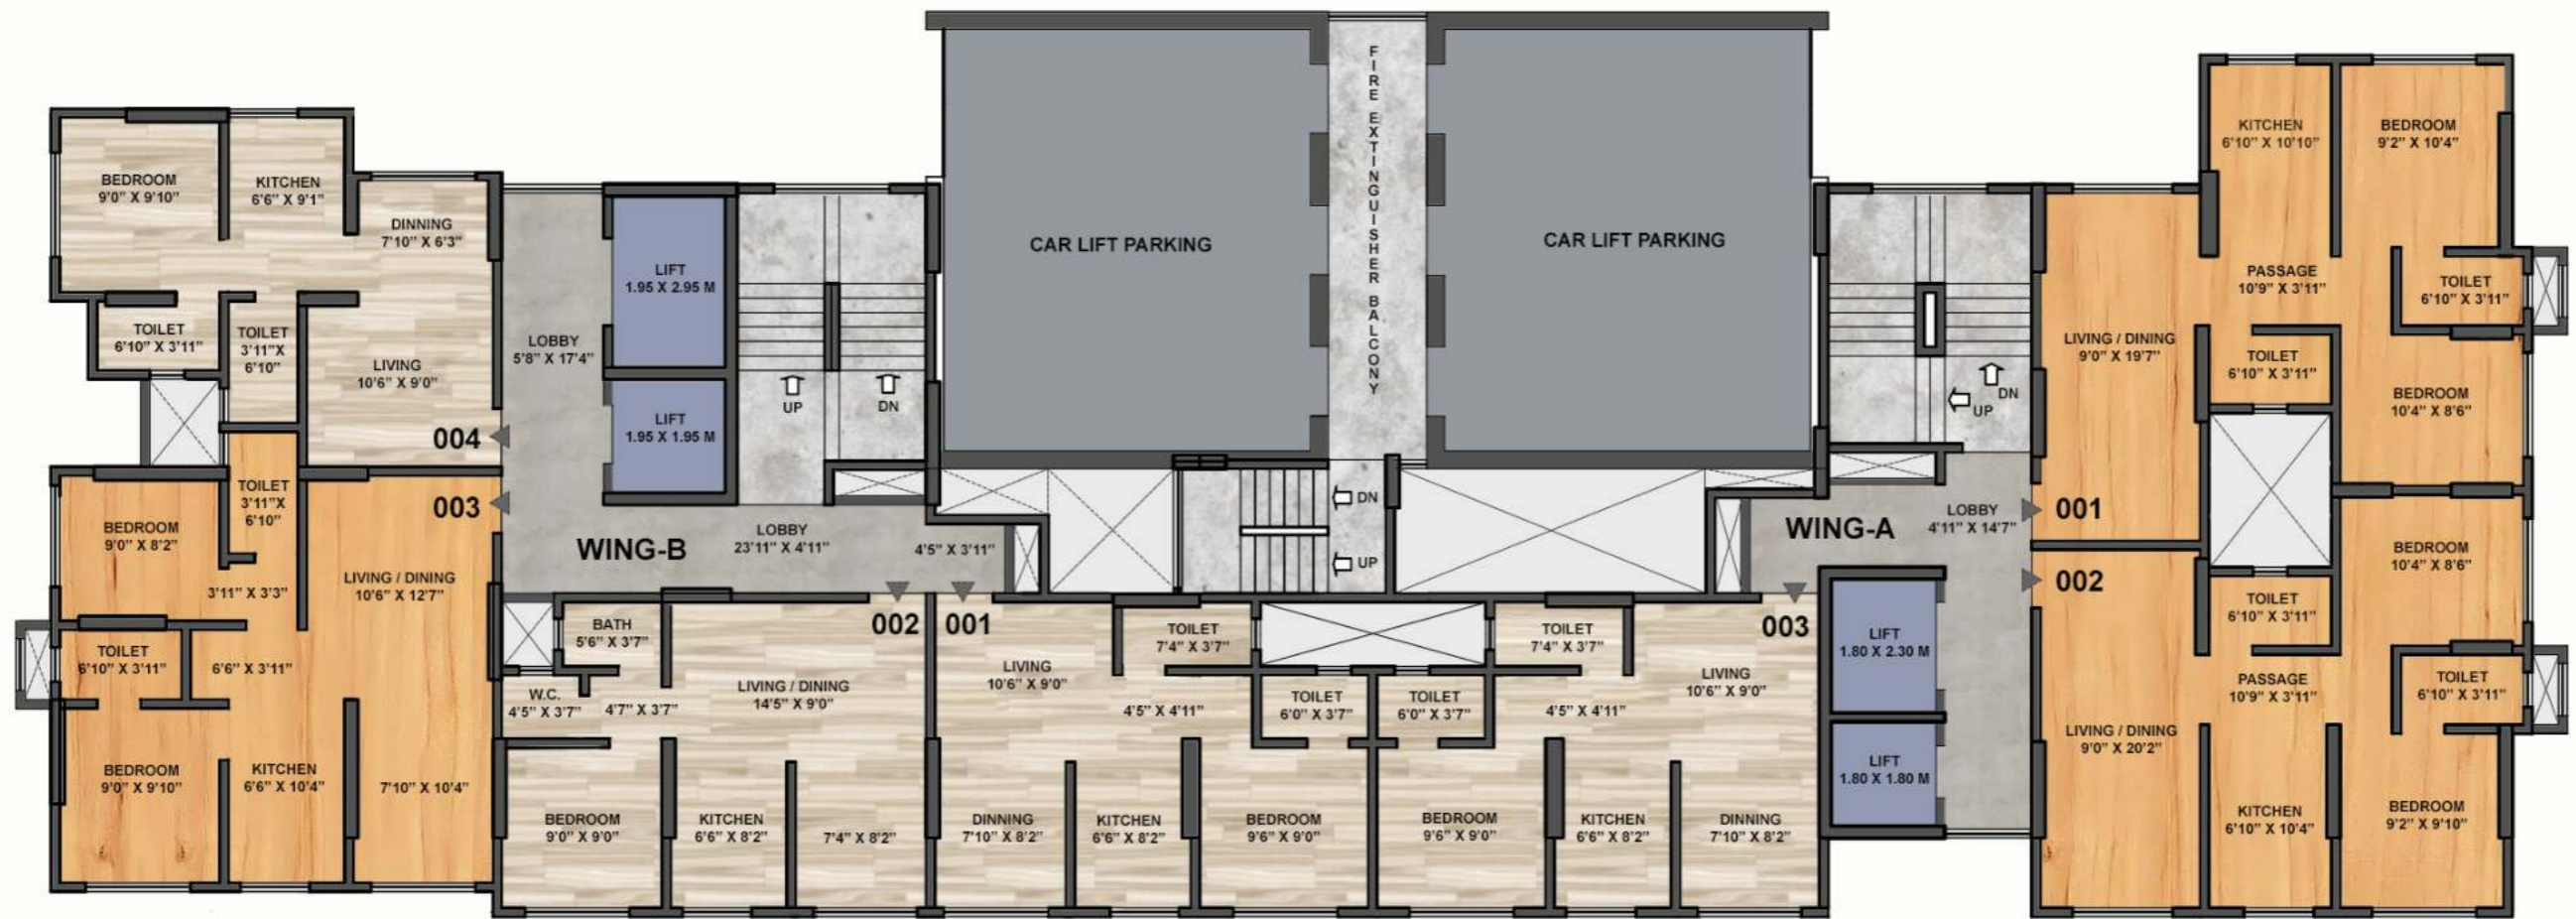 BEDROOM
9'0" X 9'10"
KITCHEN
6'6" X 9'1"
DINNING
7'10" X 6'3"
TOILET
6'10" X 3'11"
TOILET
3'11"X
6'10"
LIVING
10'6" X 9'0"
004
LOBBY
5'8" X 17'4"
LIFT
1.95 X 2.95 M
LIFT
1.95 X 1.95 M
UP
DN
003
BEDROOM
9'0" X 8'2"
TOILET
3'11"X
6'10"
3'11" X 3'3"
LIVING / DINING
10'6" X 12'7"
TOILET
6'10" X 3'11"
6'6" X 3'11"
BEDROOM
9'0" X 9'10"
KITCHEN
6'6" X 10'4"
7'10" X 10'4"
WING-B
LOBBY
23'11" X 4'11"
4'5" X 3'11"
BATH
5'6" X 3'7"
002
W.C.
4'5" X 3'7"
4'7" X 3'7"
LIVING / DINING
14'5" X 9'0"
BEDROOM
9'0" X 9'0"
KITCHEN
6'6" X 8'2"
7'4" X 8'2"
001
LIVING
10'6" X 9'0"
TOILET
7'4" X 3'7"
4'5" X 4'11"
TOILET
6'0" X 3'7"
DINNING
7'10" X 8'2"
KITCHEN
6'6" X 8'2"
BEDROOM
9'6" X 9'0"
CAR LIFT PARKING
FIRE EXTINGUISHER BALCONY
CAR LIFT PARKING
DN
UP
TOILET
7'4" X 3'7"
003
TOILET
6'0" X 3'7"
4'5" X 4'11"
LIVING
10'6" X 9'0"
BEDROOM
9'6" X 9'0"
KITCHEN
6'6" X 8'2"
DINNING
7'10" X 8'2"
DN
UP
WING-A
LOBBY
4'11" X 14'7"
LIFT
1.80 X 2.30 M
LIFT
1.80 X 1.80 M
KITCHEN
6'10" X 10'10"
BEDROOM
9'2" X 10'4"
PASSAGE
10'9" X 3'11"
TOILET
6'10" X 3'11"
LIVING / DINING
9'0" X 19'7"
TOILET
6'10" X 3'11"
BEDROOM
10'4" X 8'6"
001
002
BEDROOM
10'4" X 8'6"
TOILET
6'10" X 3'11"
PASSAGE
10'9" X 3'11"
TOILET
6'10" X 3'11"
LIVING / DINING
9'0" X 20'2"
KITCHEN
6'10" X 10'4"
BEDROOM
9'2" X 9'10"